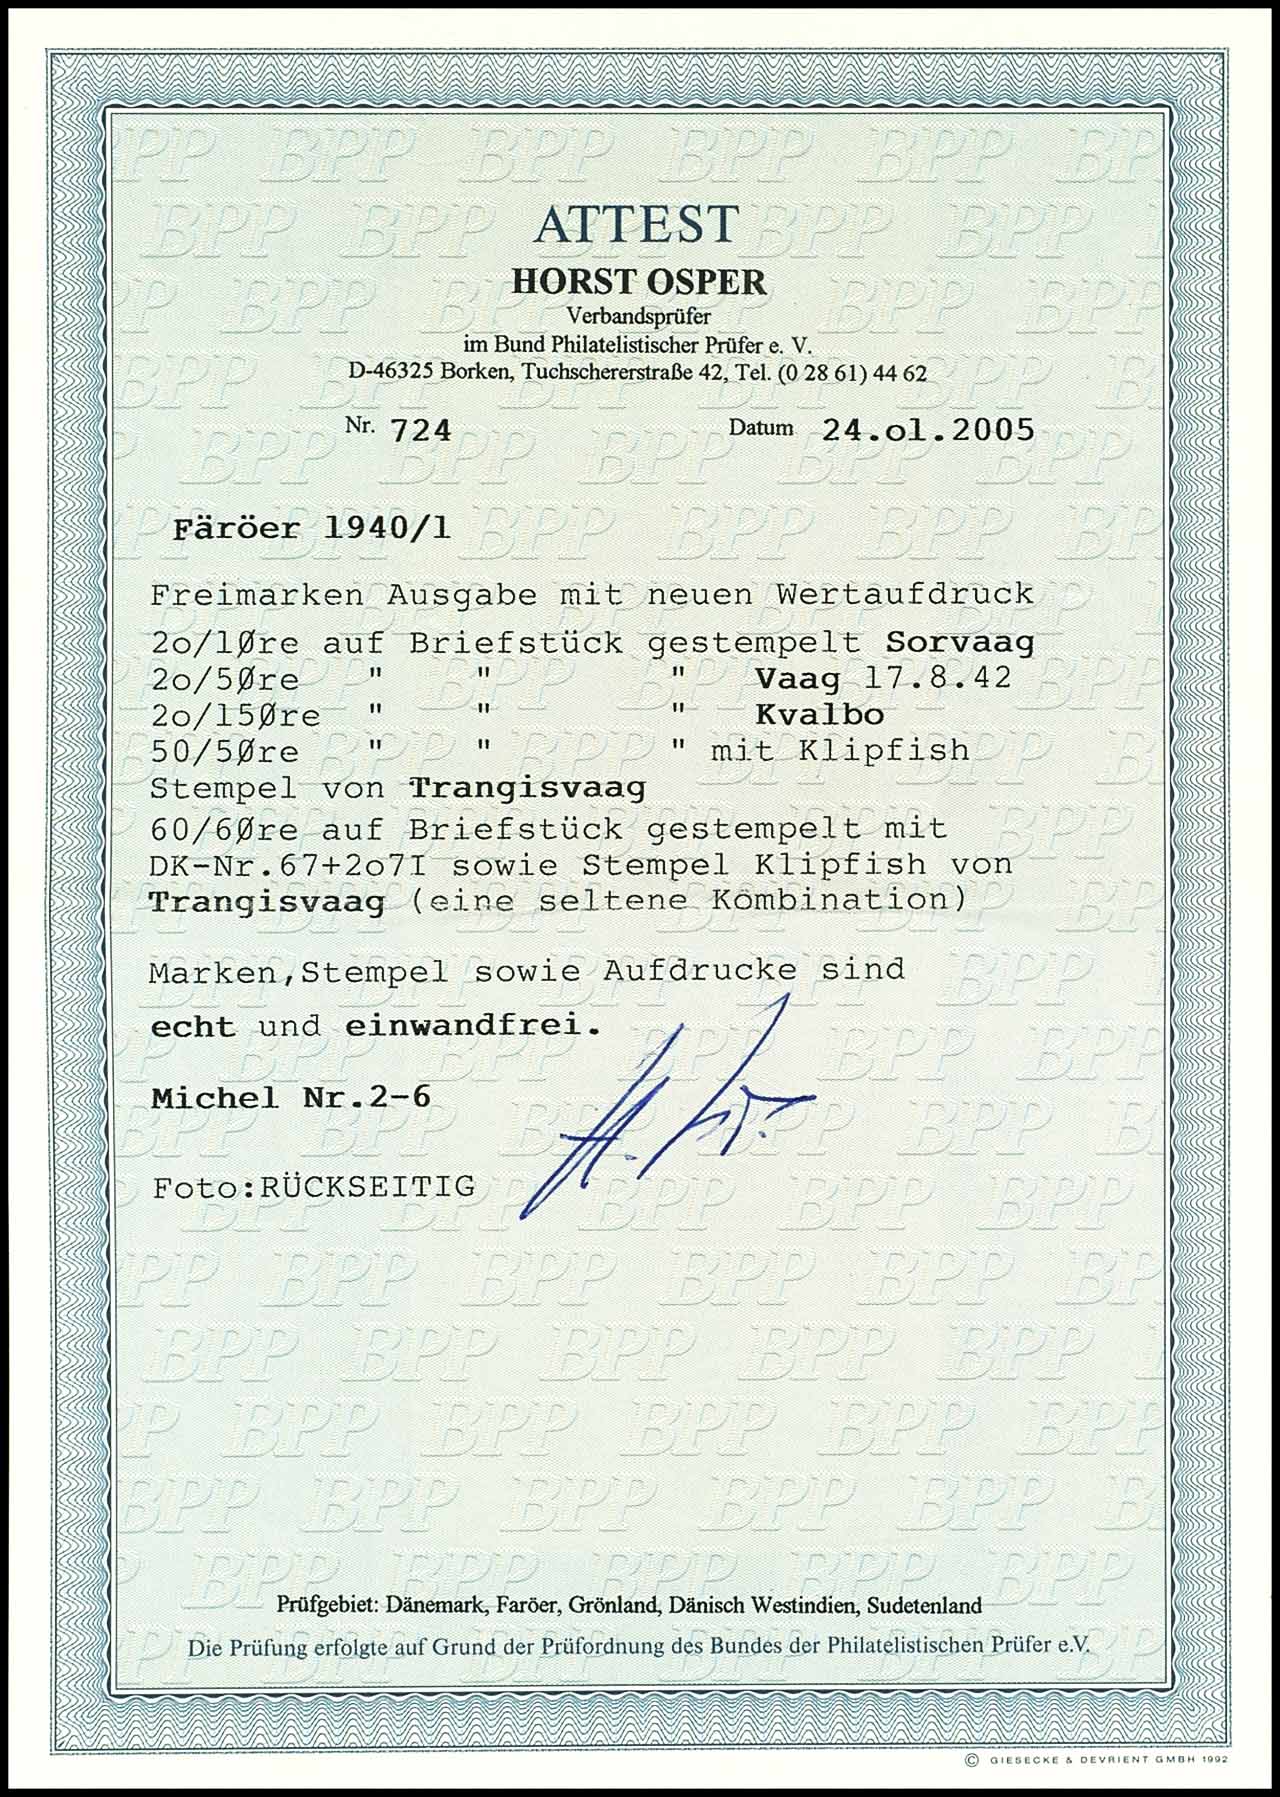 ATTEST
HORST OSPER
Verbandsprüfer
im Bund Philatelistischer Prüfer e. V.
D-46325 Borken, Tuchschererstraße 42, Tel. (0 28 61) 44 62
Nr. 724 Datum 24.ol.2005
Färöer 1940/1
Freimarken Ausgabe mit neuen Wertaufdruck
2o/1Øre auf Briefstück gestempelt Sorvaag
2o/5Øre " " " Vaag 17.8.42
2o/15Øre " " " Kvalbo
50/5Øre " " " mit Klipfish
Stempel von Trangisvaag
60/6Øre auf Briefstück gestempelt mit
DK-Nr.67+2o7I sowie Stempel Klipfish von
Trangisvaag (eine seltene Kombination)
Marken,Stempel sowie Aufdrucke sind
echt und einwandfrei.
Michel Nr.2-6
Foto:RÜCKSEITIG
Prüfgebiet: Dänemark, Faröer, Grönland, Dänisch Westindien, Sudetenland
Die Prüfung erfolgte auf Grund der Prüfordnung des Bundes der Philatelistischen Prüfer e.V.
© GIESECKE & DEVRIENT GMBH 1992